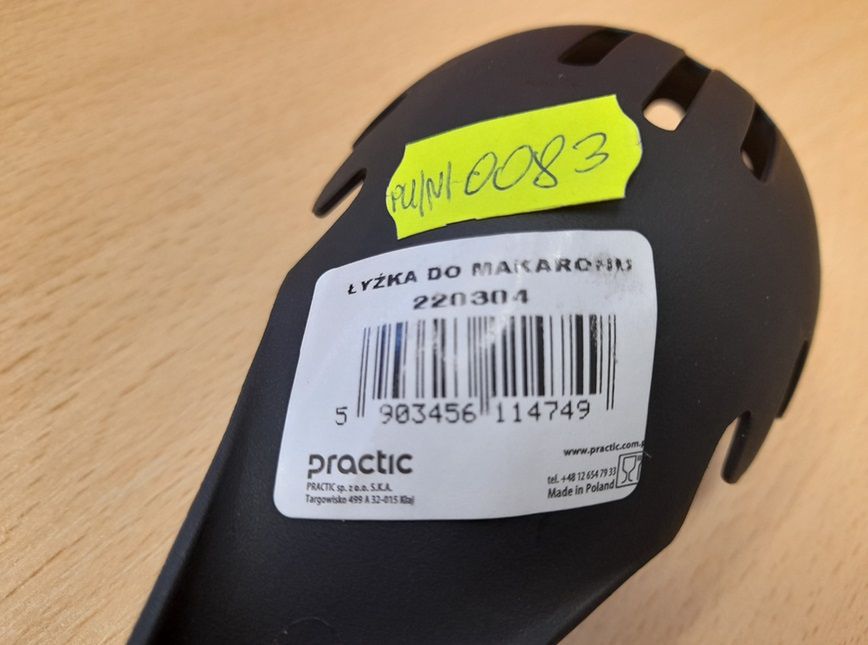 PU/N/ 0083
ŁYŻKA DO MAKARONU
220304
5 903456 114749
practic
PRACTIC sp. z o.o. S.K.A.
Targowisko 499 A 32-015 Kłaj
www.practic.com.p
tel. +48 12 654 79 33
Made in Poland